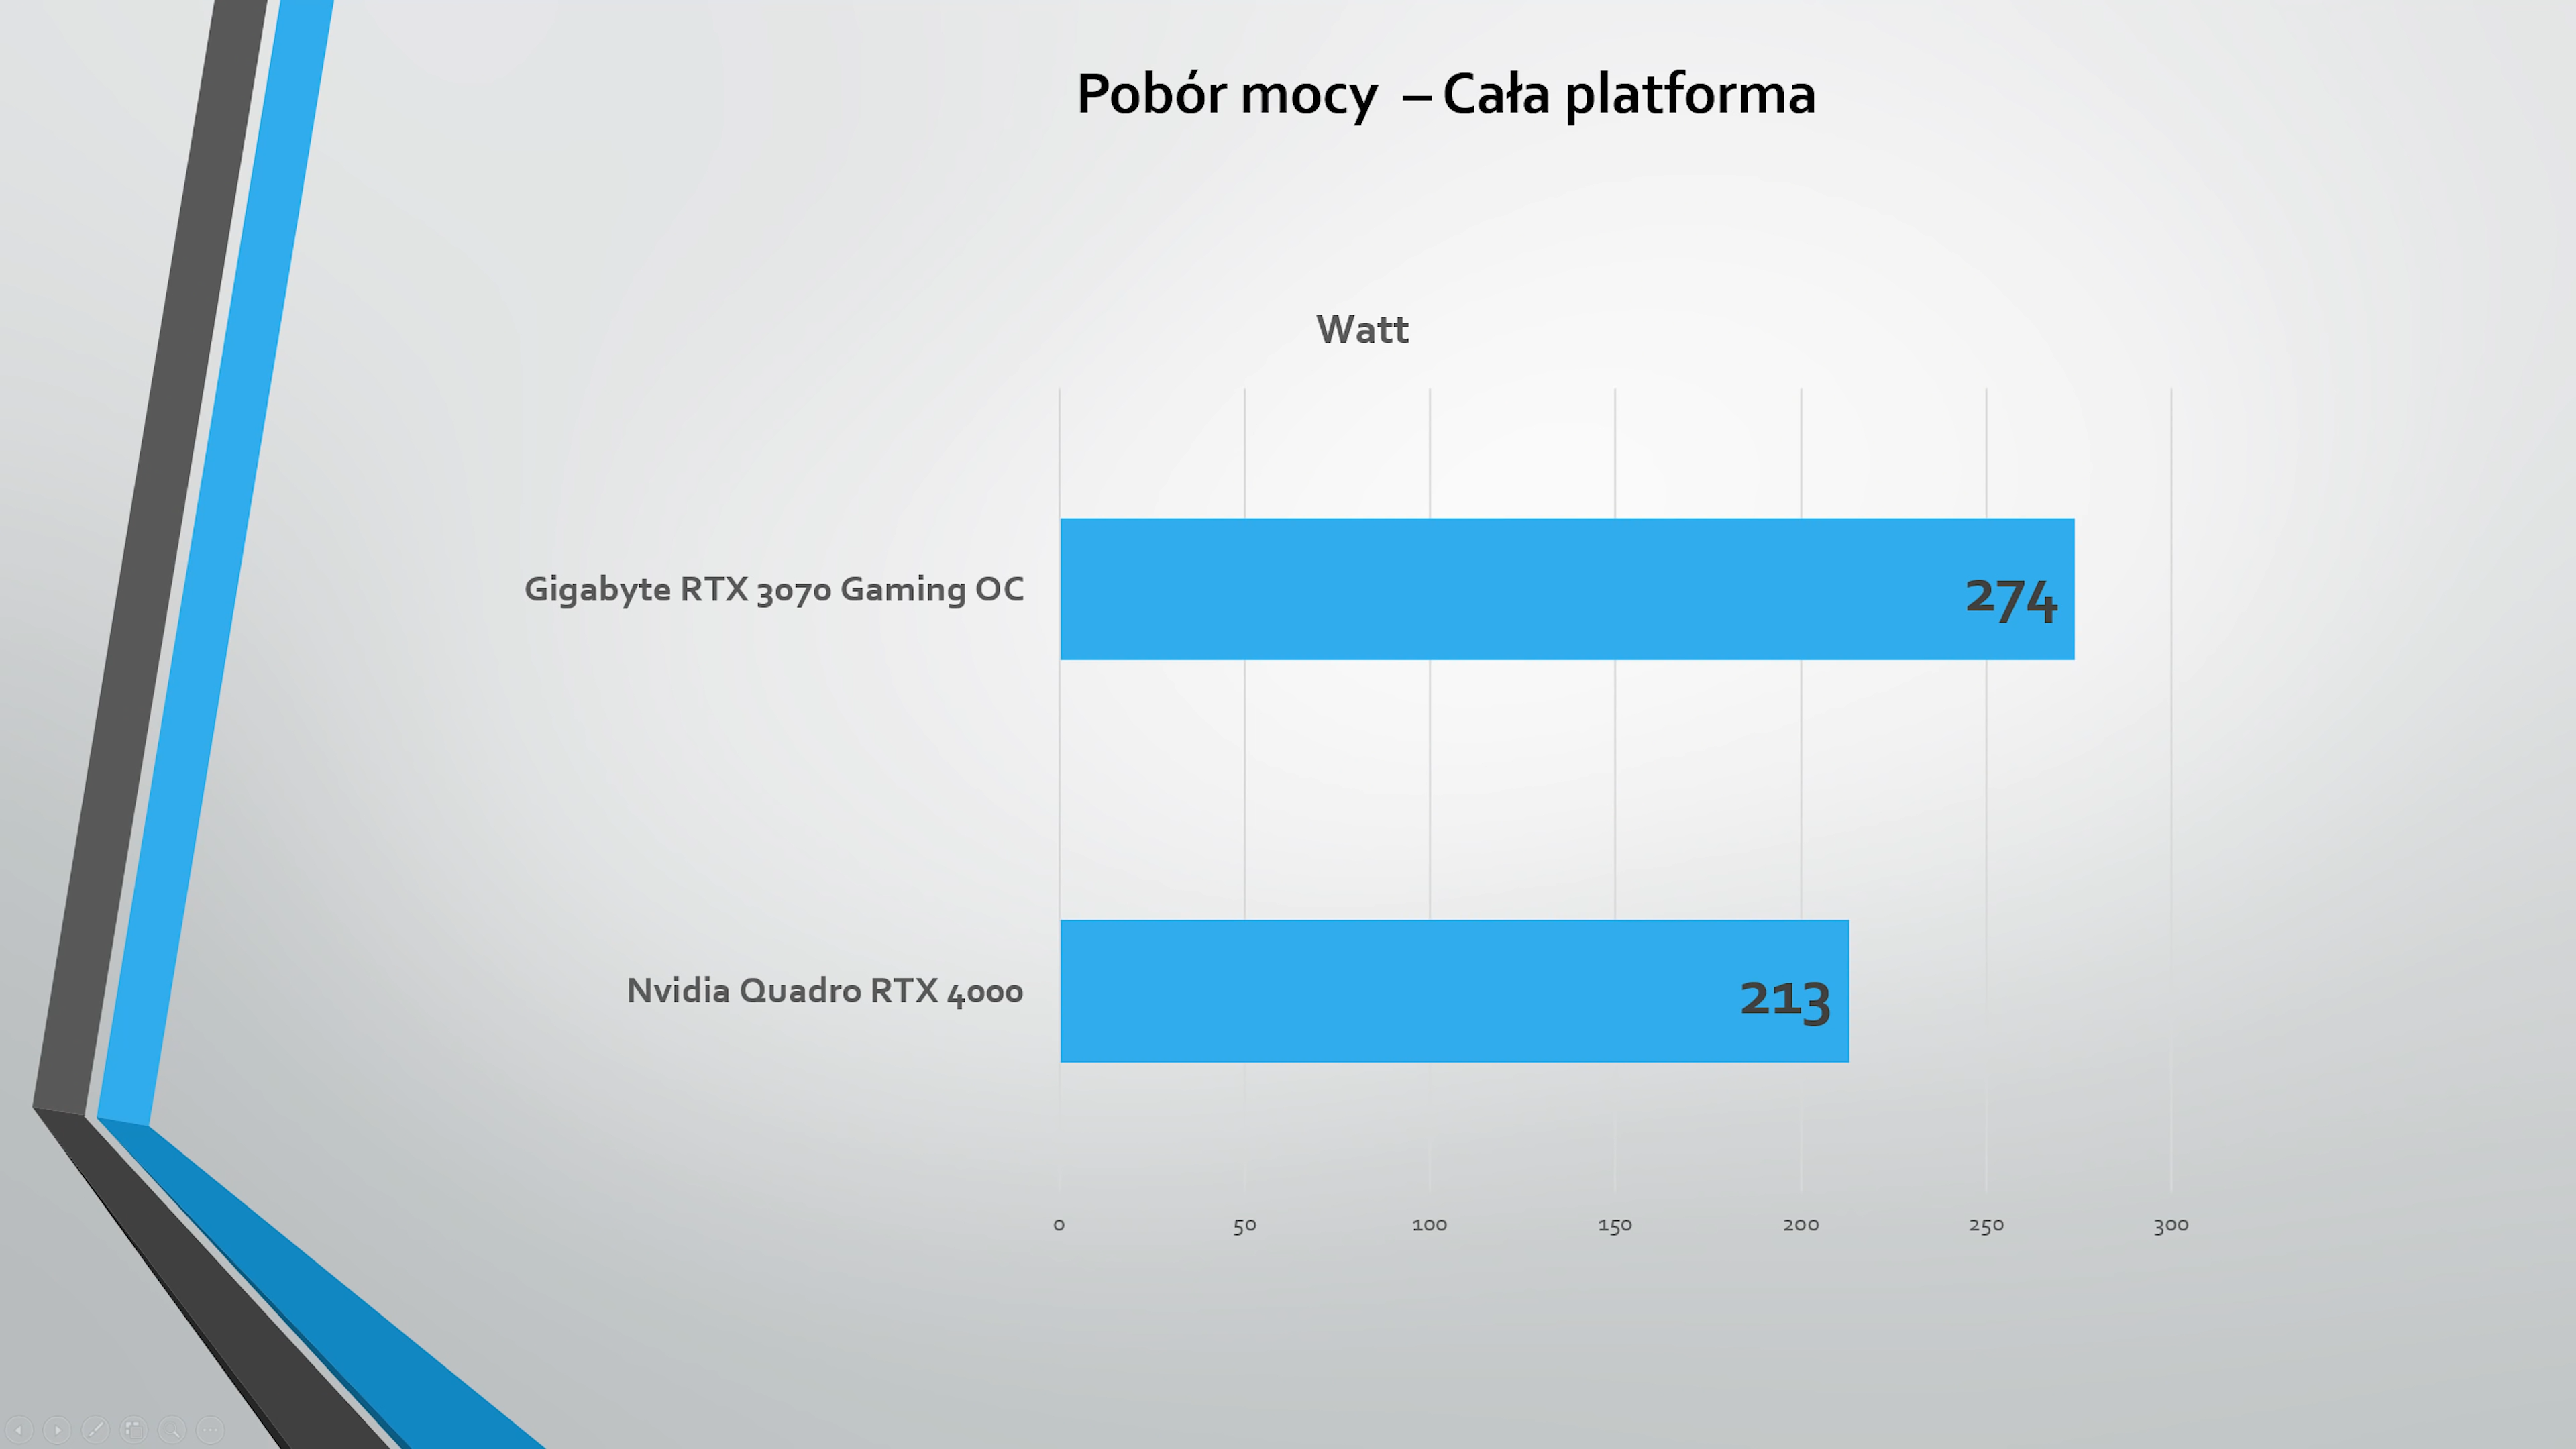 Pobór mocy – Cała platforma
Watt
Gigabyte RTX 3070 Gaming OC
274
Nvidia Quadro RTX 4000
213
0 50 100 150 200 250 300